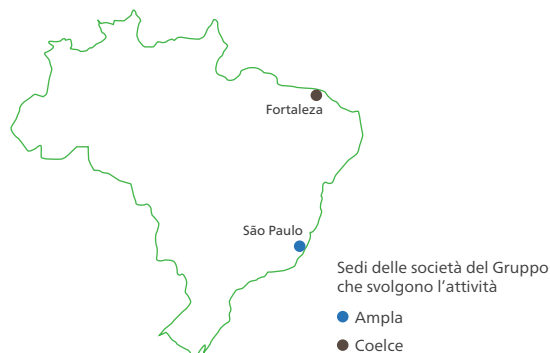 Fortaleza
São Paulo
Sedi delle società del Gruppo
che svolgono l'attività
Ampla
Coelce